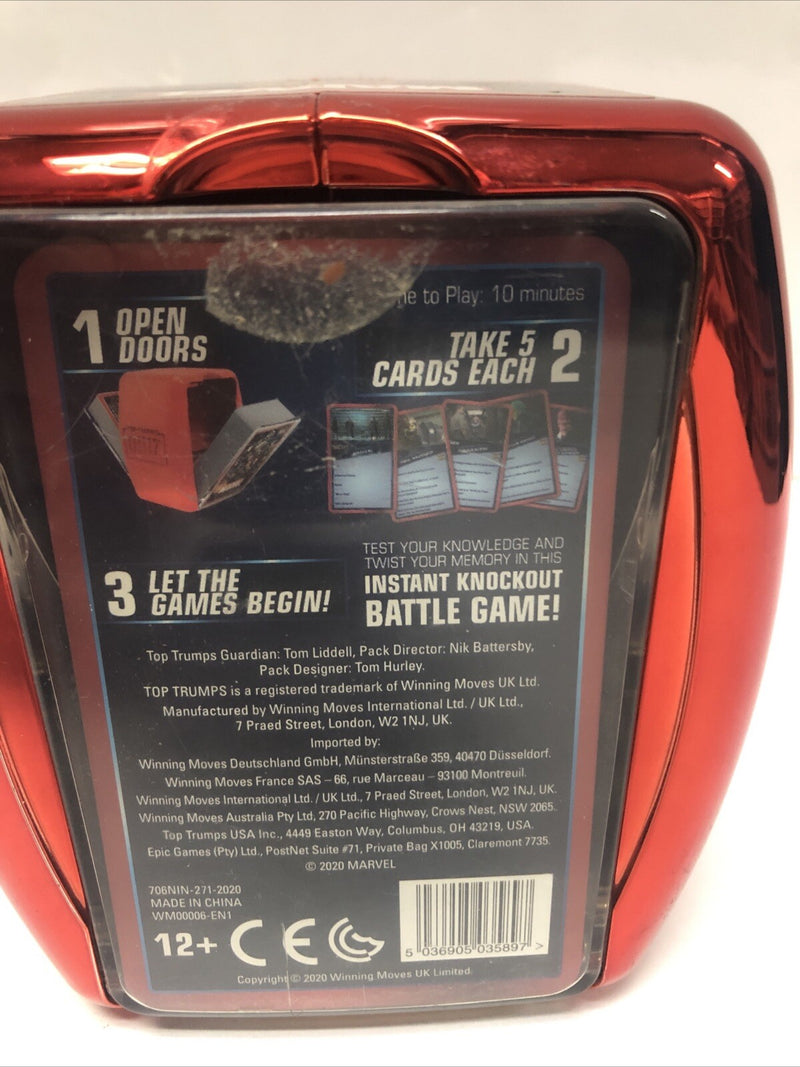 to Play: 10 minutes
1 OPEN
DOORS
TAKE 5
CARDS EACH 2
3 LET THE
GAMES BEGIN!
TEST YOUR KNOWLEDGE AND
TWIST YOUR MEMORY IN THIS
INSTANT KNOCKOUT
BATTLE GAME!
Top Trumps Guardian: Tom Liddell, Pack Director: Nik Battersby,
Pack Designer: Tom Hurley.
TOP TRUMPS is a registered trademark of Winning Moves UK Ltd.
Manufactured by Winning Moves International Ltd. / UK Ltd.,
7 Praed Street, London, W2 1NJ, UK.
Imported by:
Winning Moves Deutschland GmbH, Münsterstraße 359, 40470 Düsseldorf.
Winning Moves France SAS – 66, rue Marceau – 93100 Montreuil.
Winning Moves International Ltd. / UK Ltd., 7 Praed Street, London, W2 1NJ, UK.
Winning Moves Australia Pty Ltd, 270 Pacific Highway, Crows Nest, NSW 2065.
Top Trumps USA Inc., 4449 Easton Way, Columbus, OH 43219, USA.
Epic Games (Pty) Ltd., PostNet Suite #71, Private Bag X1005, Claremont 7735.
© 2020 MARVEL
706NIN-271-2020
MADE IN CHINA
WM00006-EN1
12+ CE
5 036905 035897 >
Copyright © 2020 Winning Moves UK Limited